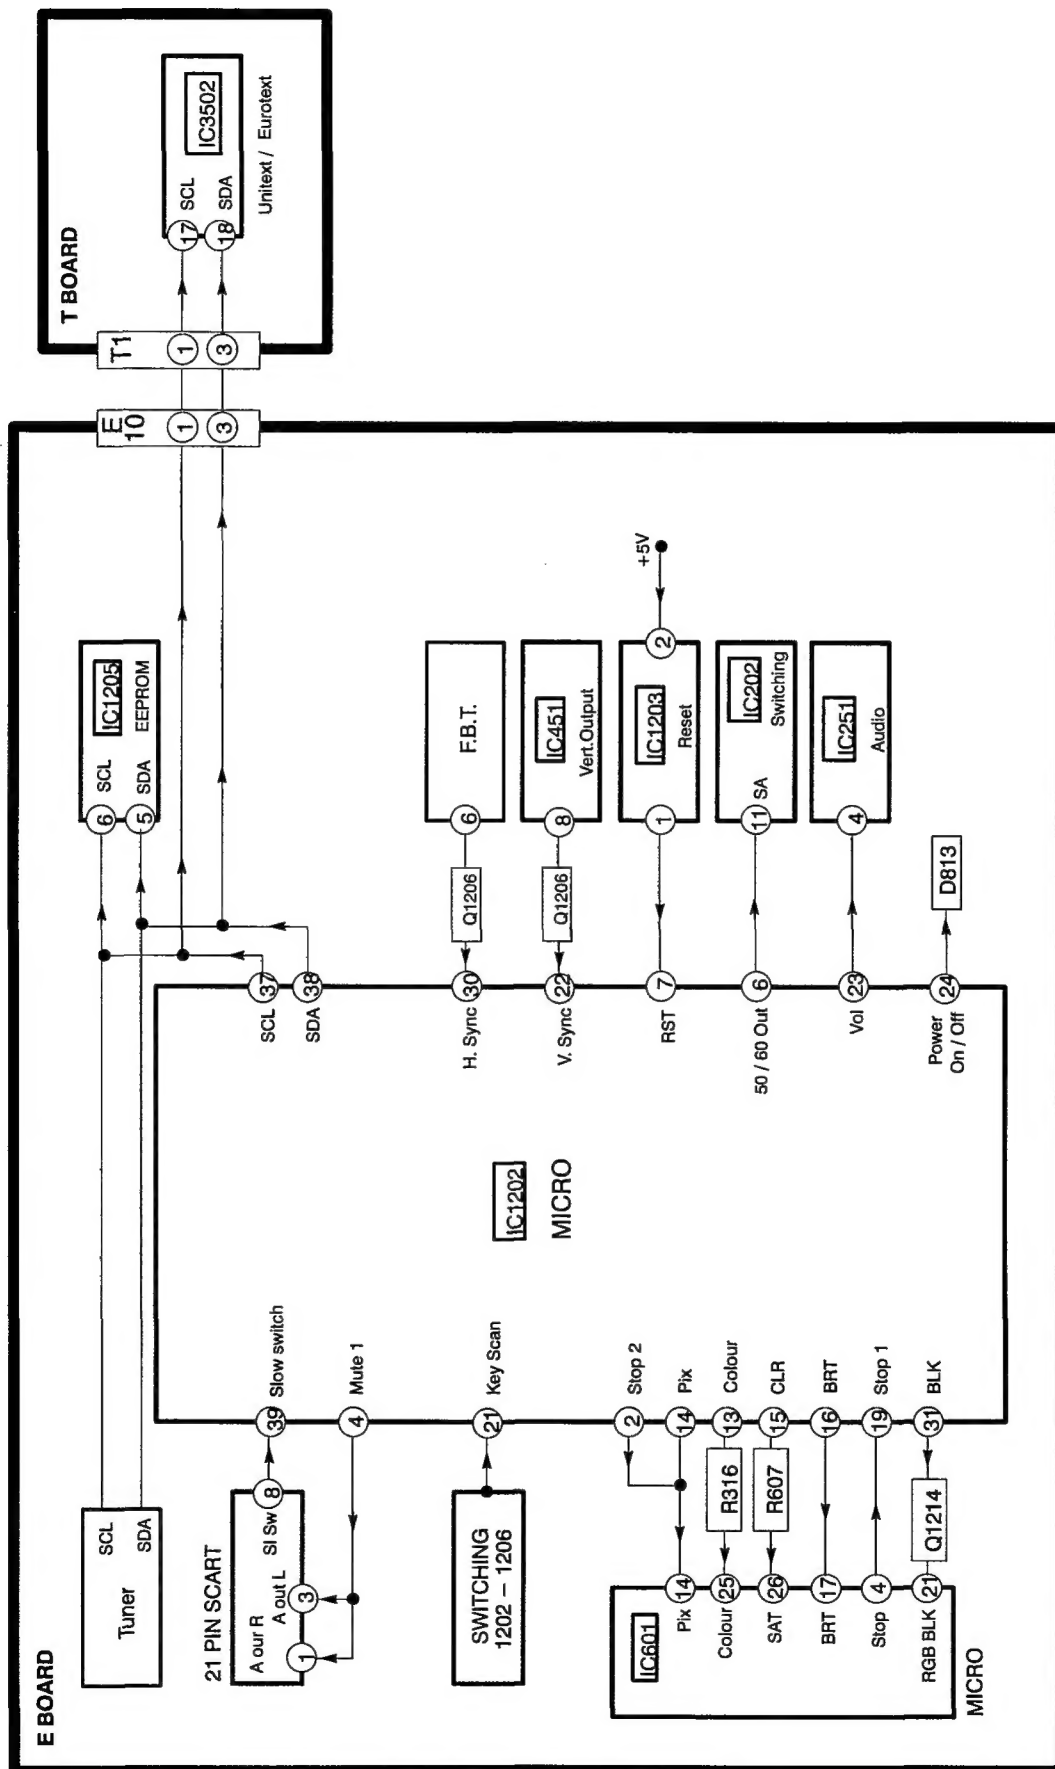 E BOARD
Tuner
SCL
SDA
21 PIN SCART
A our R
A out L
SI Sw
1
3
8
SWITCHING
1202 – 1206
IC601
MICRO
Pix
14
Colour
25
SAT
26
BRT
17
Stop
4
RGB BLK
21
R316
R607
Q1214
39
Slow switch
4
Mute 1
21
Key Scan
2
Stop 2
14
Pix
13
Colour
15
CLR
16
BRT
19
Stop 1
31
BLK
IC1202
MICRO
SCL
37
SDA
38
H. Sync
30
V. Sync
22
RST
7
50 / 60 Out
6
Vol
23
Power
On / Off
24
Q1206
Q1206
D813
6
SCL
5
SDA
IC1205
EEPROM
6
F.B.T.
8
IC451
Vert.Output
1
IC1203
Reset
2
+5V
11
SA
IC202
Switching
4
IC251
Audio
E
10
1
3
T BOARD
T1
1
3
17
SCL
18
SDA
IC3502
Unitext / Eurotext